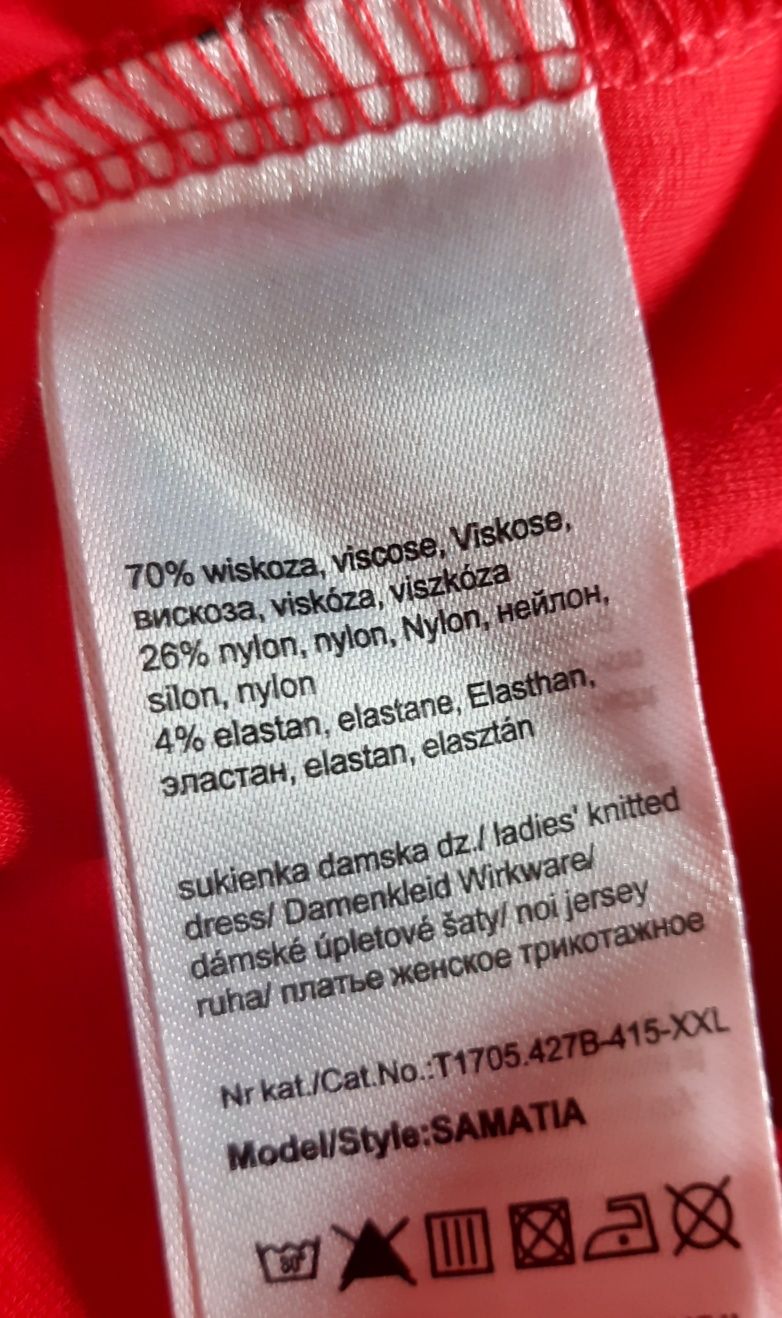 70% wiskoza, viscose, Viskose,
вискоза, viskóza, viszkóza
26% nylon, nylon, Nylon, нейлон,
silon, nylon
4% elastan, elastane, Elasthan,
эластан, elastan, elasztán
sukienka damska dz./ ladies' knitted
dress/ Damenkleid Wirkware/
dámské úpletové šaty/ noi jersey
ruha/ платье женское трикотажное
Nr kat./Cat.No.:T1705.427B-415-XXL
Model/Style:SAMATIA
30°